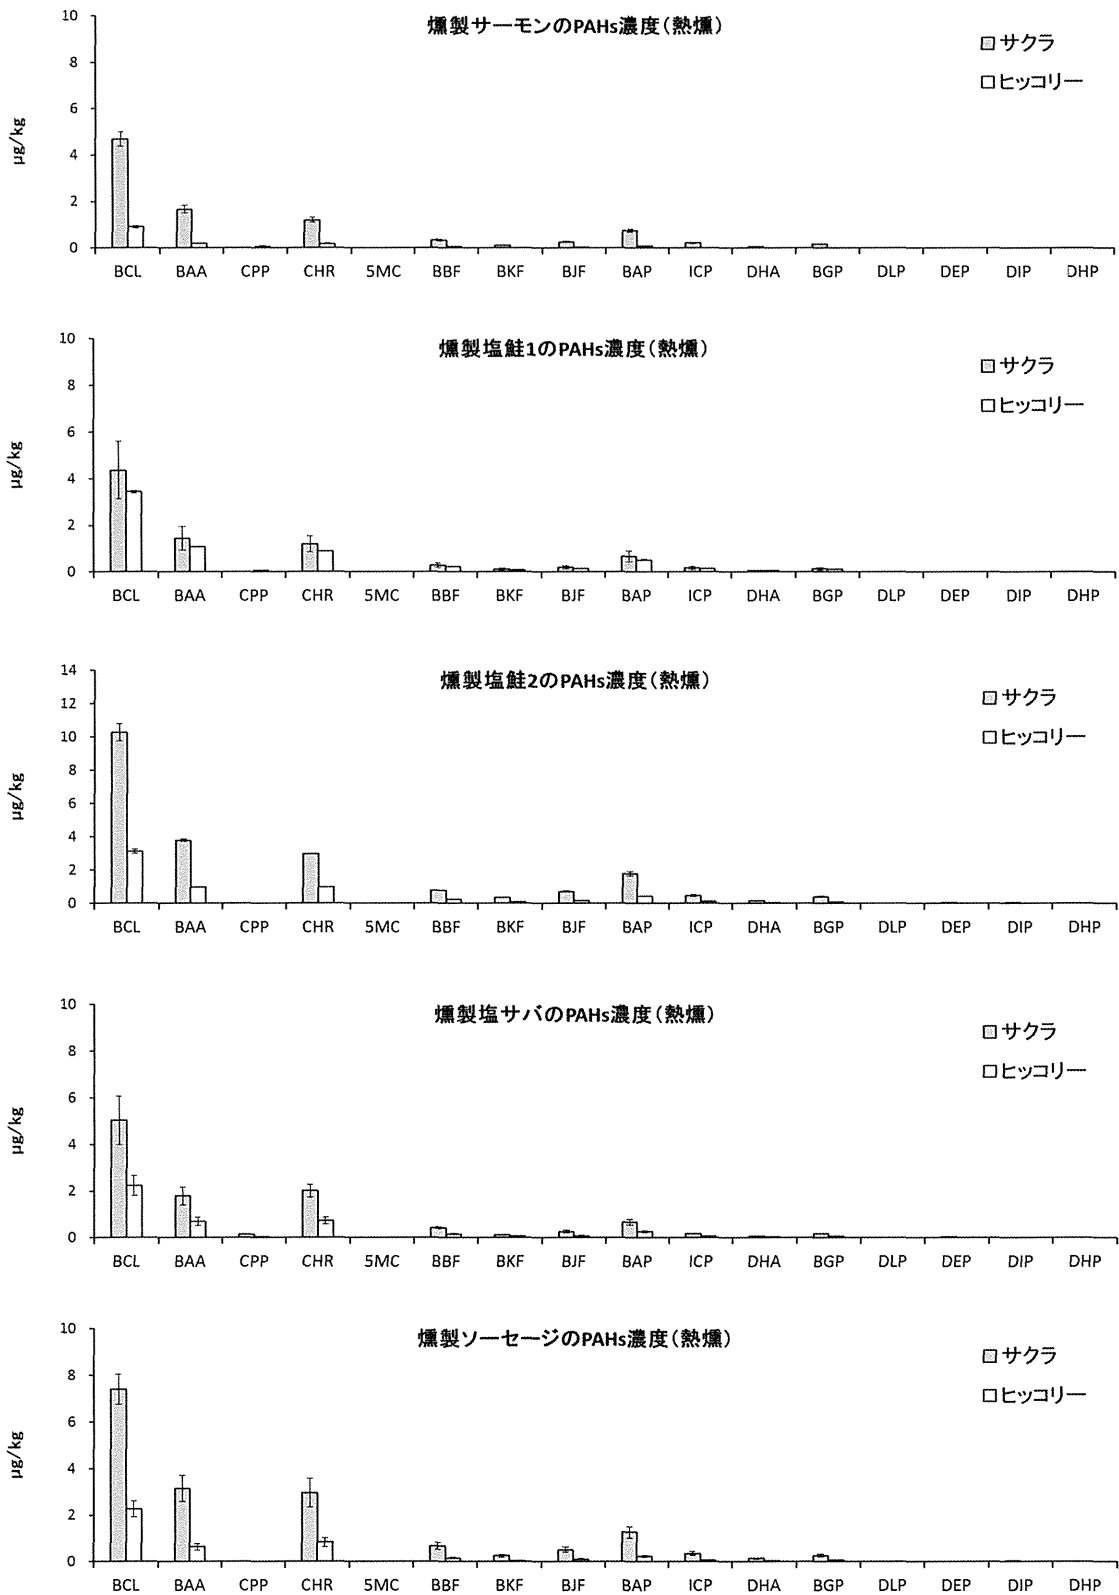 燻製サーモンのPAHs濃度(熱燻)
サクラ
ヒッコリー
10
8
6
4
2
0
µg/kg
BCL BAA CPP CHR 5MC BBF BKF BJF BAP ICP DHA BGP DLP DEP DIP DHP
燻製塩鮭1のPAHs濃度(熱燻)
サクラ
ヒッコリー
10
8
6
4
2
0
µg/kg
BCL BAA CPP CHR 5MC BBF BKF BJF BAP ICP DHA BGP DLP DEP DIP DHP
燻製塩鮭2のPAHs濃度(熱燻)
サクラ
ヒッコリー
14
12
10
8
6
4
2
0
µg/kg
BCL BAA CPP CHR 5MC BBF BKF BJF BAP ICP DHA BGP DLP DEP DIP DHP
燻製塩サバのPAHs濃度(熱燻)
サクラ
ヒッコリー
10
8
6
4
2
0
µg/kg
BCL BAA CPP CHR 5MC BBF BKF BJF BAP ICP DHA BGP DLP DEP DIP DHP
燻製ソーセージのPAHs濃度(熱燻)
サクラ
ヒッコリー
10
8
6
4
2
0
µg/kg
BCL BAA CPP CHR 5MC BBF BKF BJF BAP ICP DHA BGP DLP DEP DIP DHP